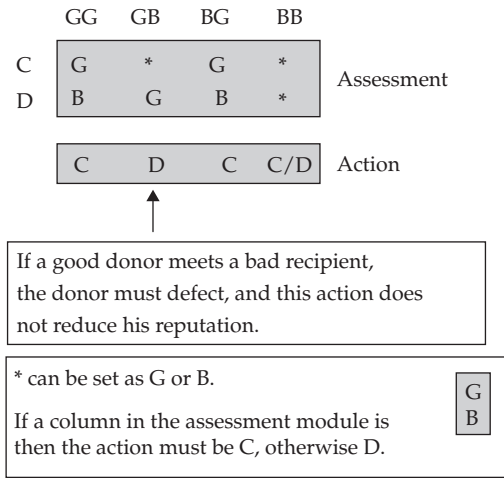 GG GB BG BB
C G * G * Assessment
D B G B *
C D C C/D Action
If a good donor meets a bad recipient,
the donor must defect, and this action does
not reduce his reputation.
* can be set as G or B.
If a column in the assessment module is G
B
then the action must be C, otherwise D.